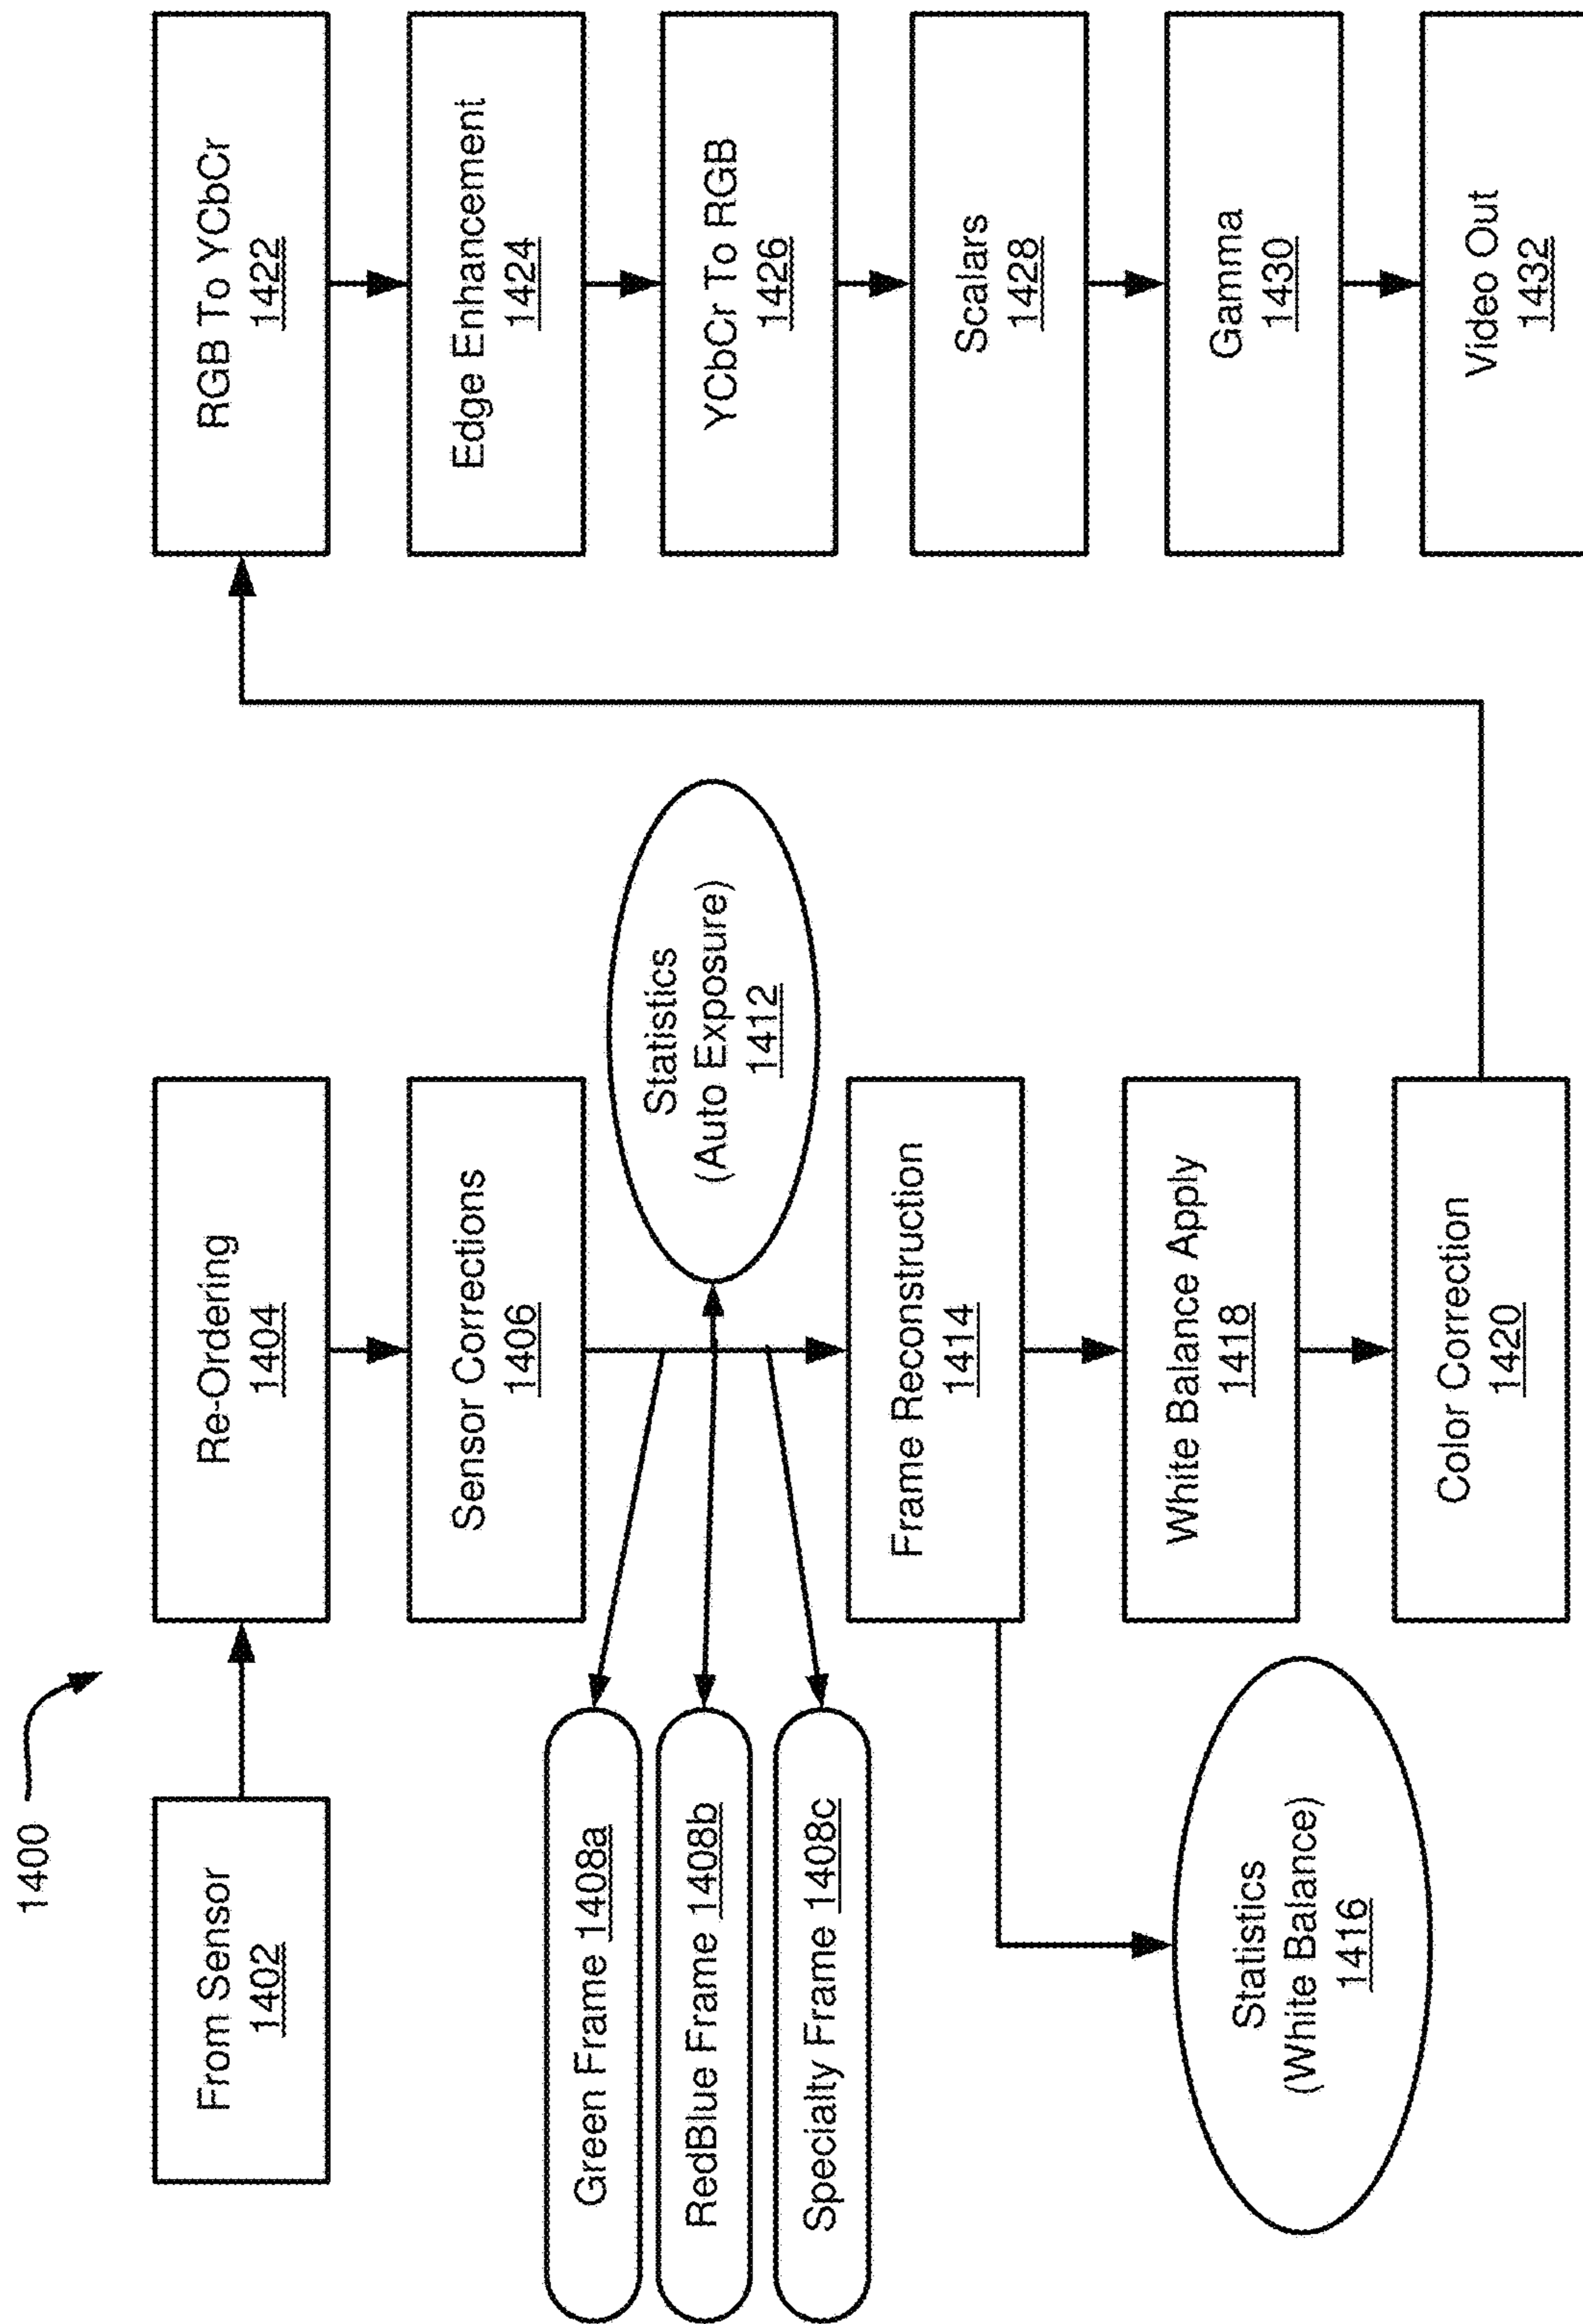 1400
From Sensor
1402
Re-Ordering
1404
Sensor Corrections
1406
Green Frame 1408a
RedBlue Frame 1408b
Specialty Frame 1408c
Statistics
(Auto Exposure)
1412
Frame Reconstruction
1414
Statistics
(White Balance)
1416
White Balance Apply
1418
Color Correction
1420
RGB To YCbCr
1422
Edge Enhancement
1424
YCbCr To RGB
1426
Scalars
1428
Gamma
1430
Video Out
1432